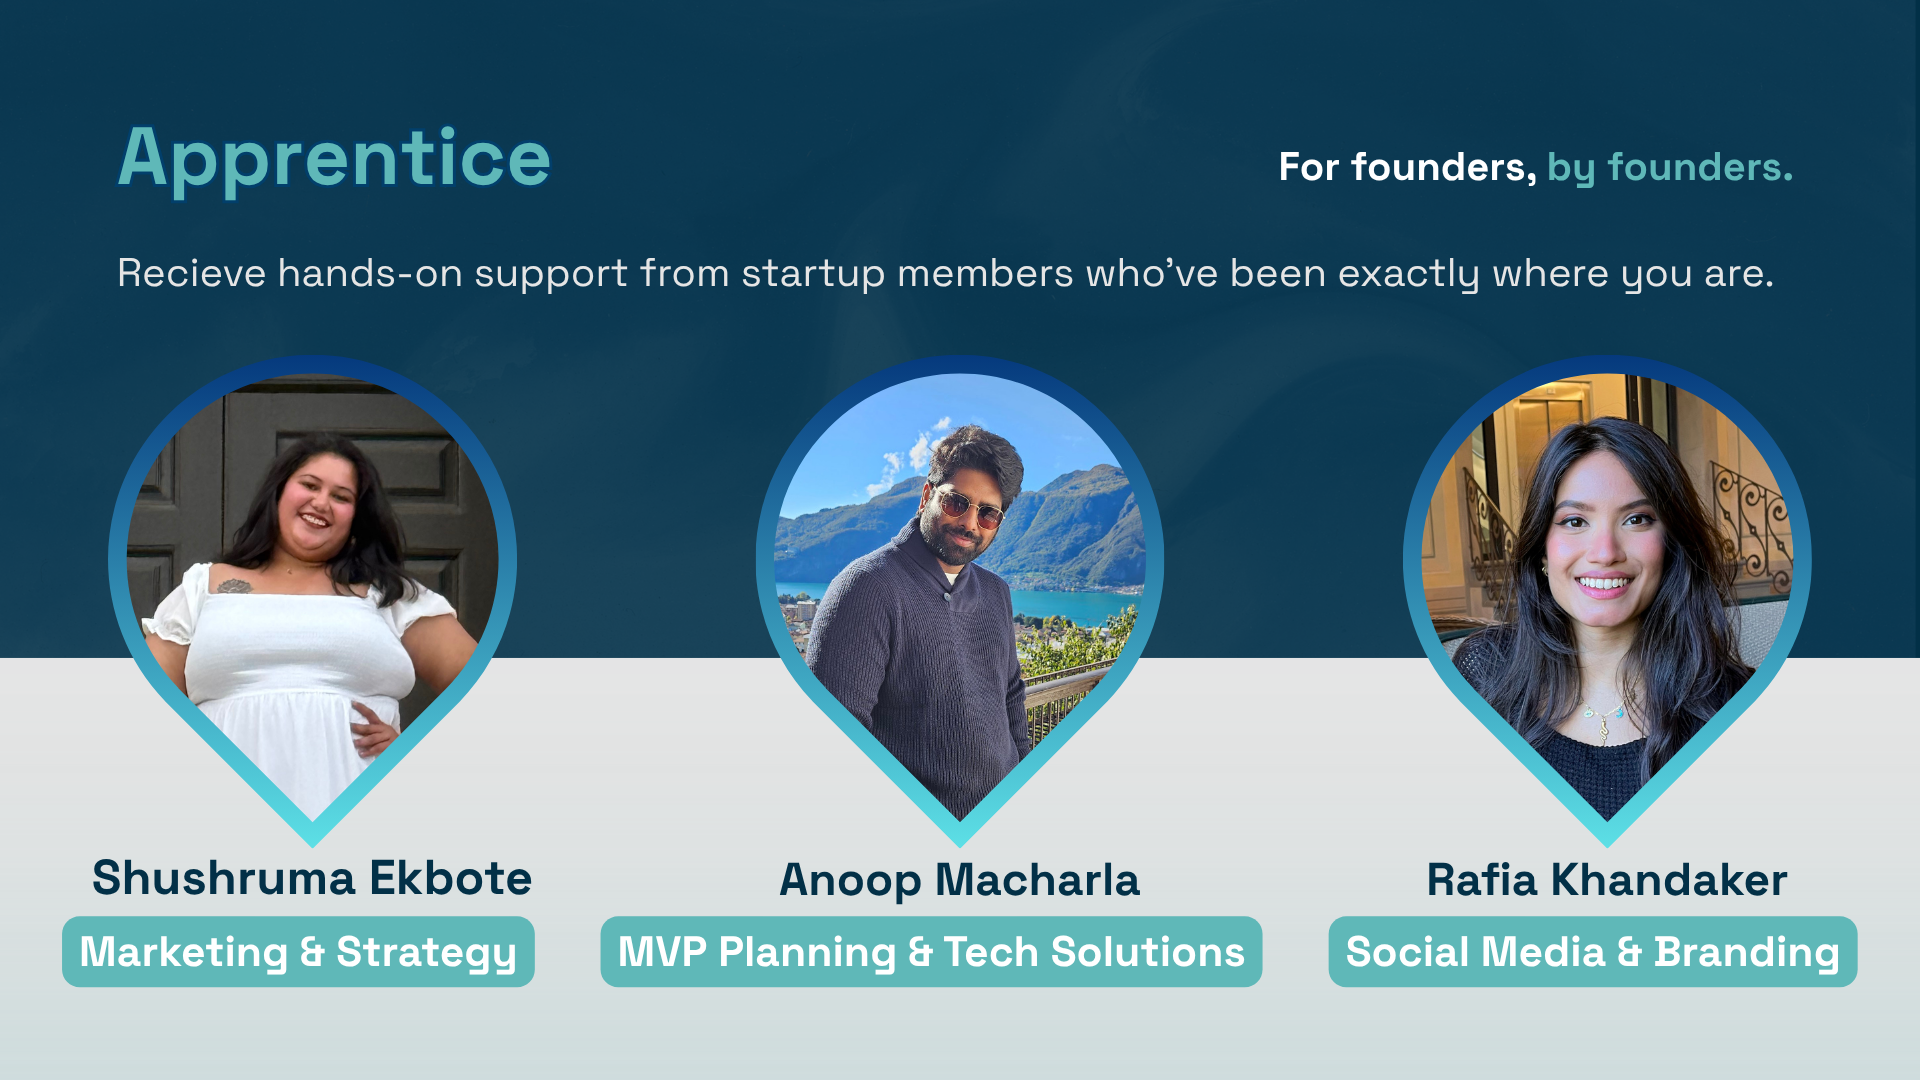 Apprentice
For founders, by founders.
Recieve hands-on support from startup members who've been exactly where you are.
Shushruma Ekbote
Anoop Macharla
Rafia Khandaker
Marketing & Strategy
MVP Planning & Tech Solutions
Social Media & Branding